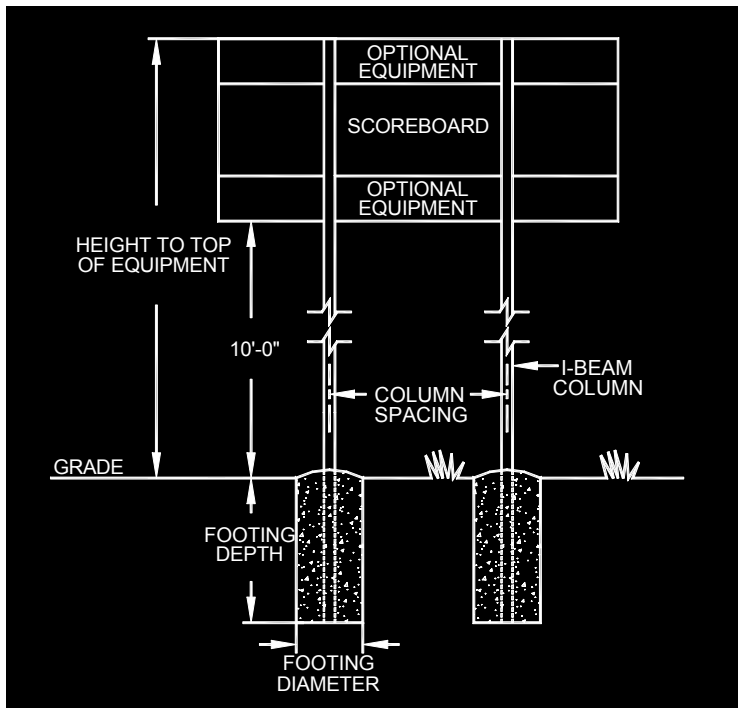 OPTIONAL
EQUIPMENT
SCOREBOARD
OPTIONAL
EQUIPMENT
HEIGHT TO TOP
OF EQUIPMENT
10'-0"
I-BEAM
COLUMN
COLUMN
SPACING
GRADE
FOOTING
DEPTH
FOOTING
DIAMETER